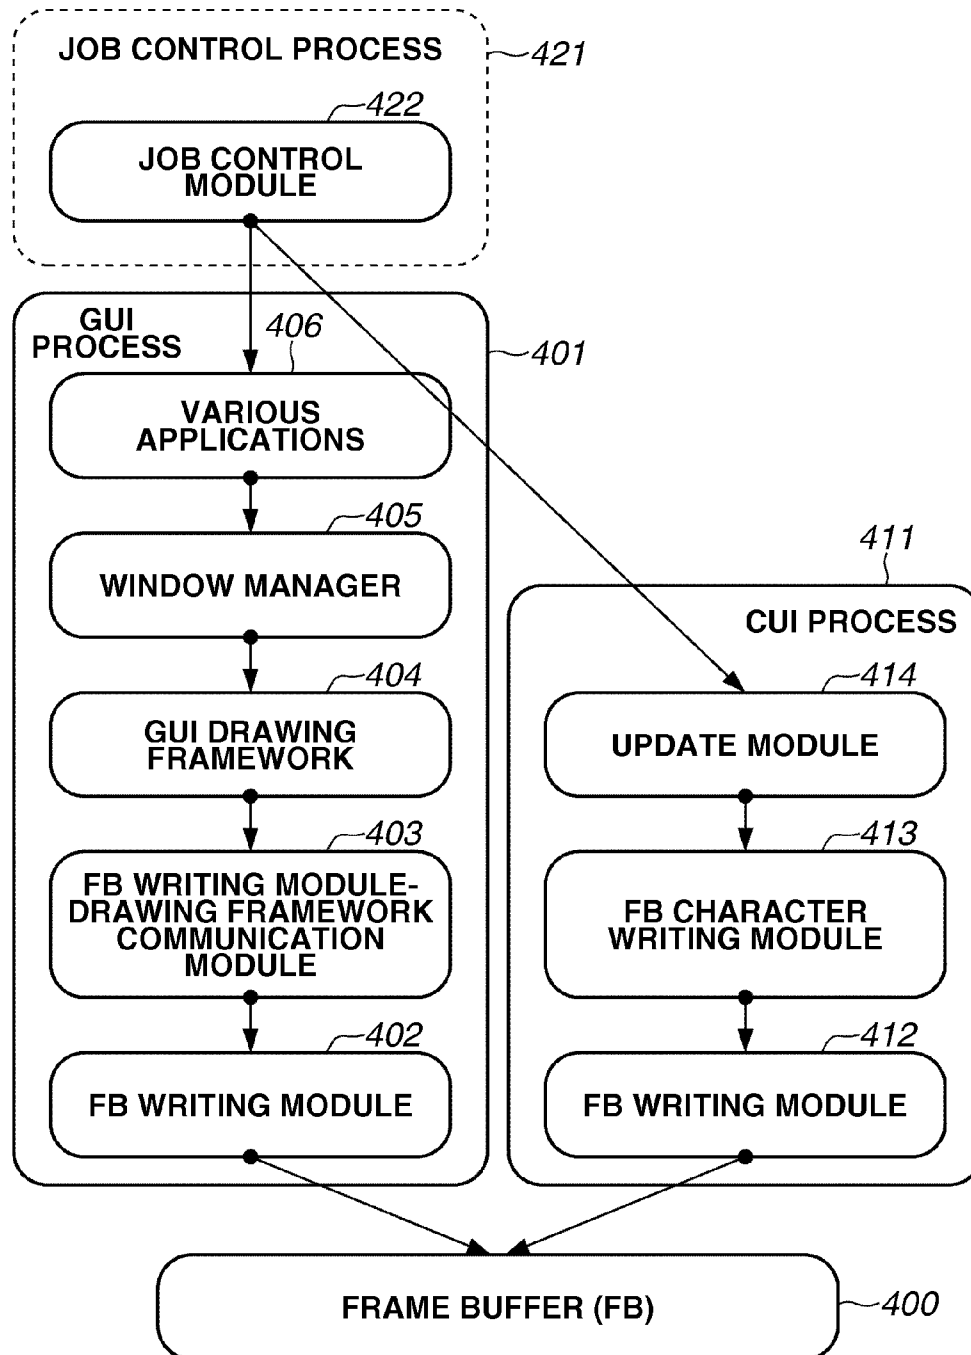 JOB CONTROL PROCESS
421
422
JOB CONTROL
MODULE
GUI
PROCESS
406
401
VARIOUS
APPLICATIONS
405
WINDOW MANAGER
411
CUI PROCESS
404
GUI DRAWING
FRAMEWORK
414
UPDATE MODULE
403
FB WRITING MODULE-
DRAWING FRAMEWORK
COMMUNICATION
MODULE
413
FB CHARACTER
WRITING MODULE
402
FB WRITING MODULE
412
FB WRITING MODULE
FRAME BUFFER (FB)
400